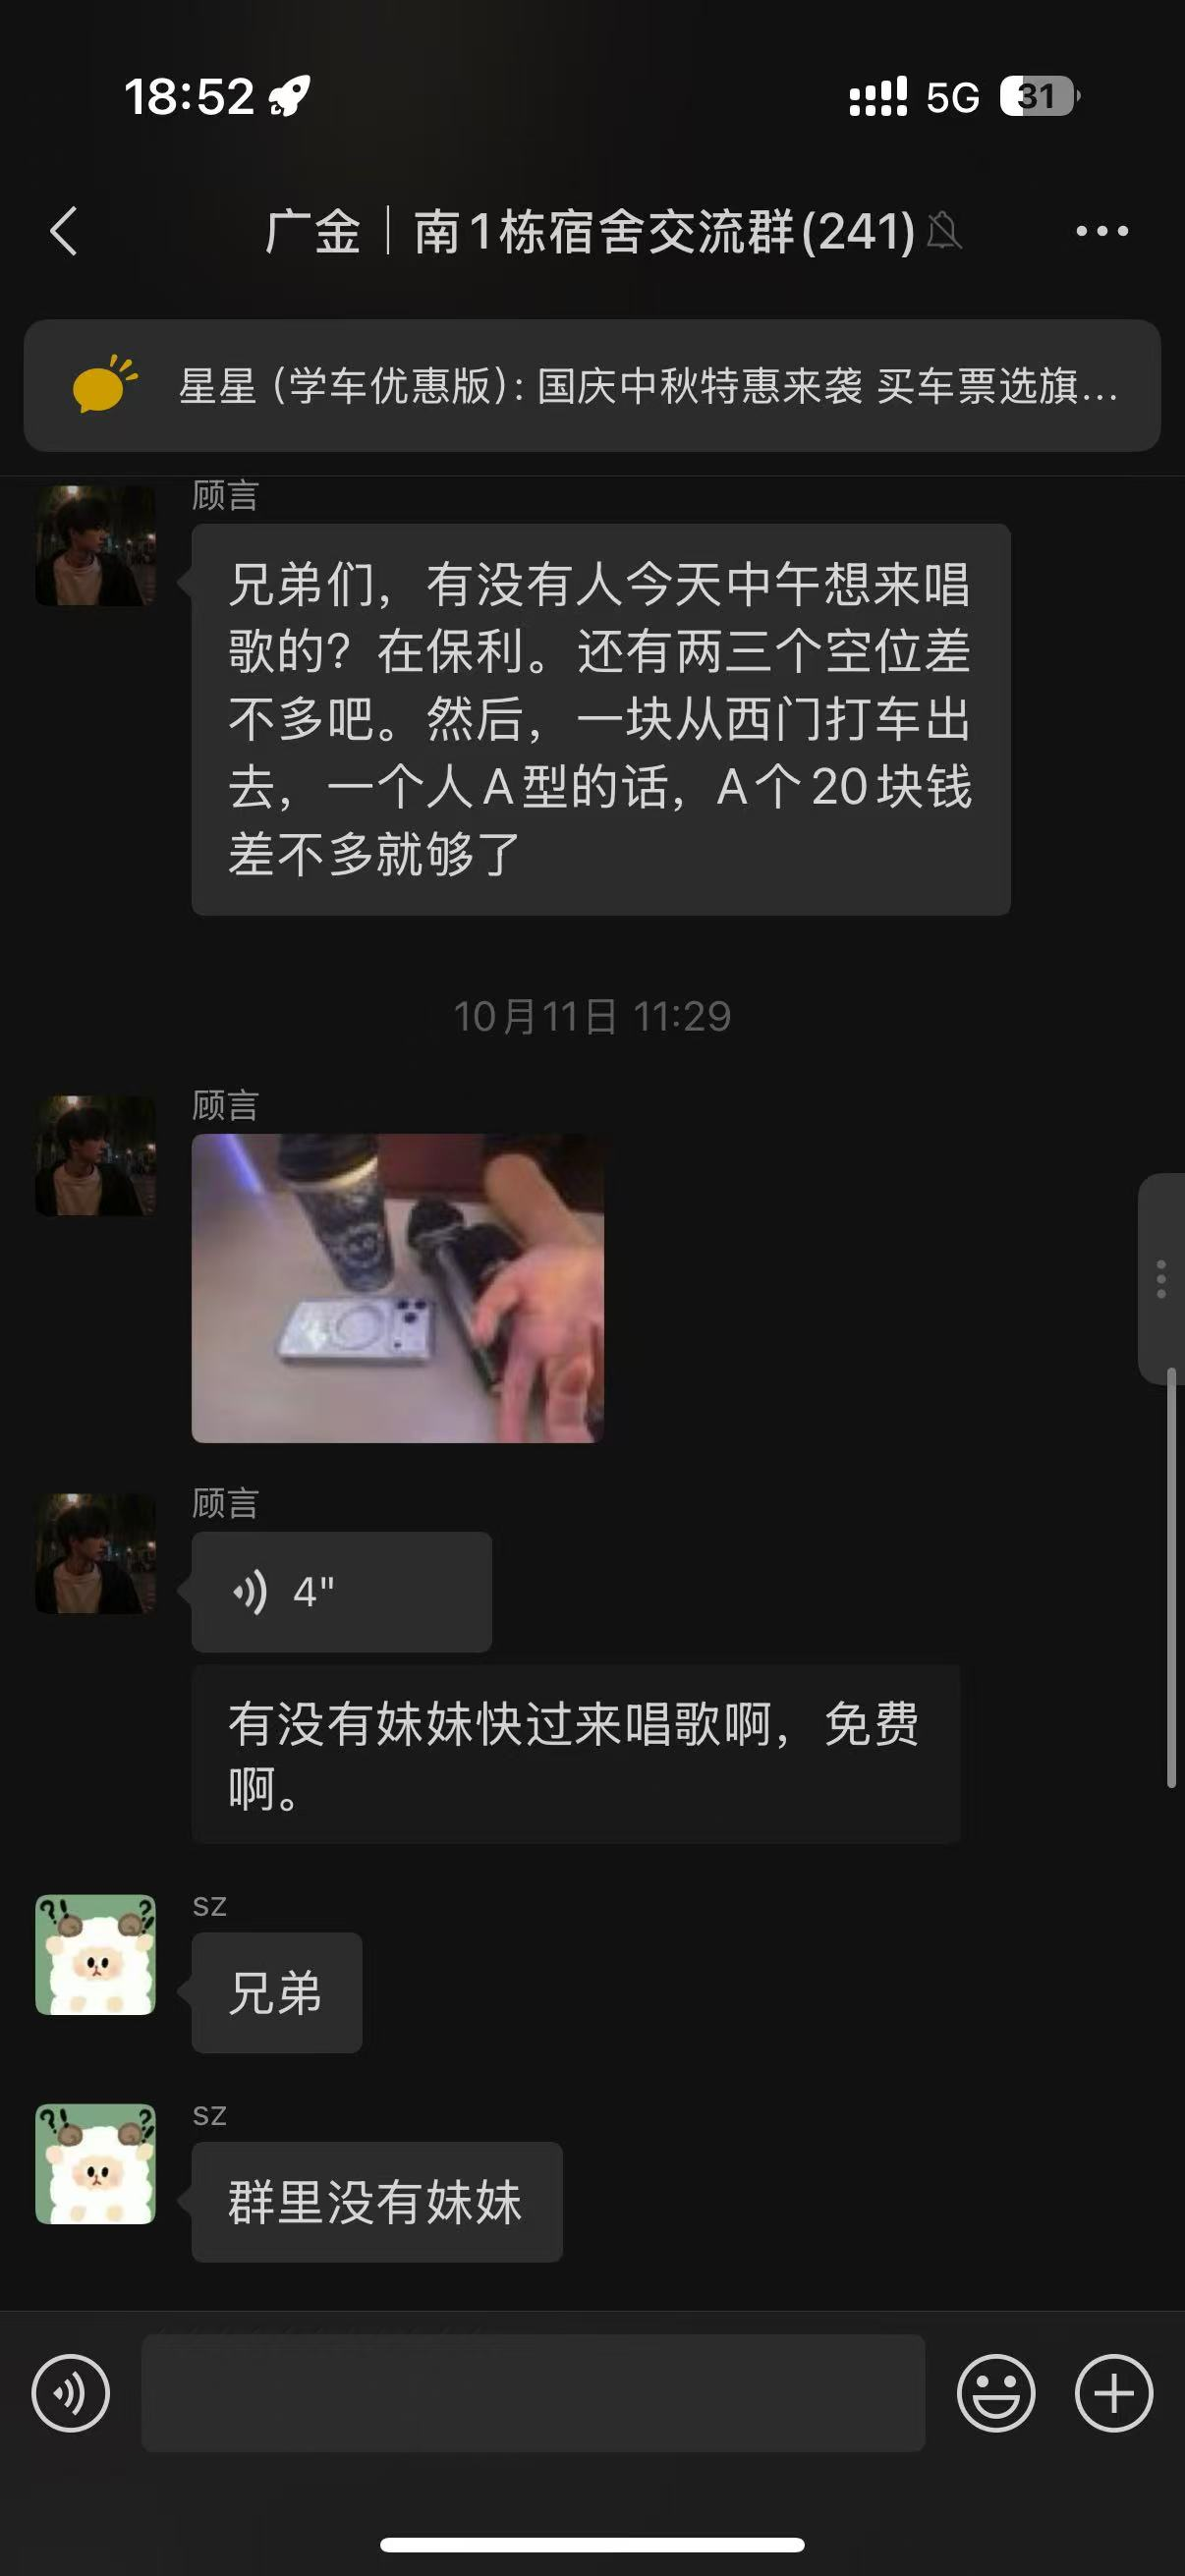 18:52
5G
31
广金｜南1栋宿舍交流群(241)
星星 (学车优惠版): 国庆中秋特惠来袭 买车票选旗...
顾言
兄弟们，有没有人今天中午想来唱
歌的？在保利。还有两三个空位差
不多吧。然后，一块从西门打车出
去，一个人A型的话，A个20块钱
差不多就够了
10月11日 11:29
顾言
顾言
4"
有没有妹妹快过来唱歌啊，免费
啊。
sz
?! ?!
兄弟
sz
?! ?!
群里没有妹妹